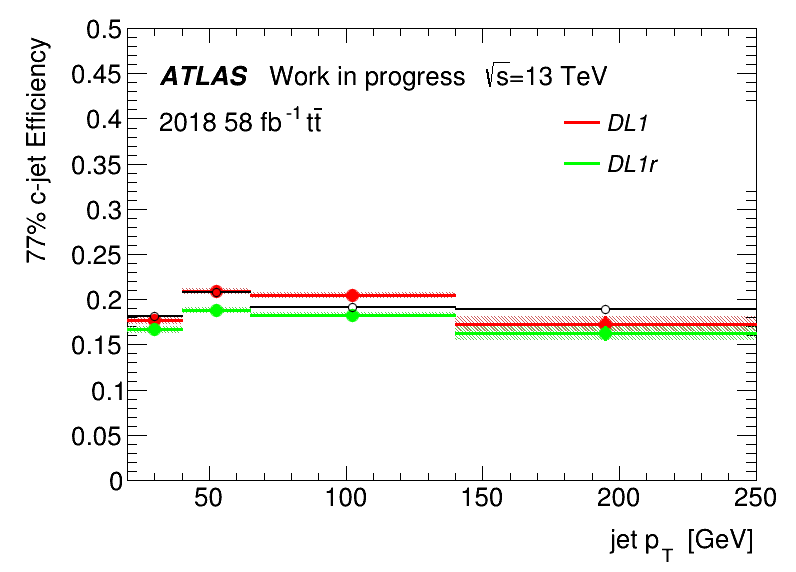 0.5
0.45
0.4
0.35
0.3
0.25
0.2
0.15
0.1
0.05
0
77% c-jet Efficiency
ATLAS Work in progress √s=13 TeV
2018 58 fb⁻¹ tt̄
DL1
DL1r
50 100 150 200 250
jet p_T [GeV]